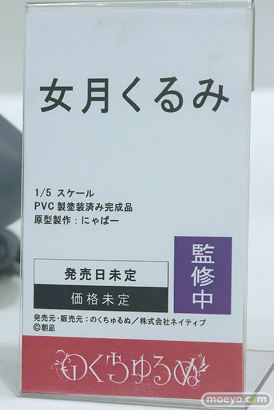 女月くるみ
1/5 スケール
PVC製塗装済み完成品
原型製作：にゃばー
監修中
発売日未定
価格未定
発売元・販売元：のくちゅるぬ／株式会社ネイティブ
©朝凪
のくちゅるぬ
moeyo.com